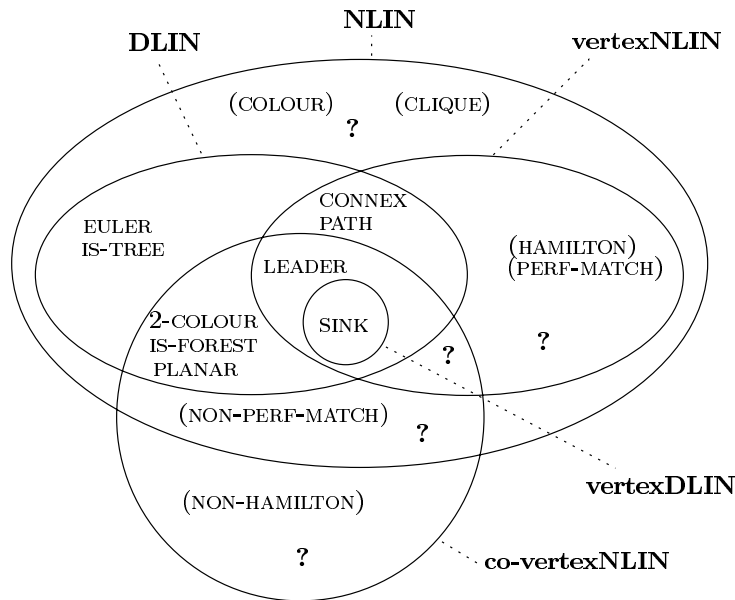 NLIN
DLIN
vertexNLIN
(COLOUR) (CLIQUE)
?
CONNEX
PATH
EULER
IS-TREE
(HAMILTON)
(PERF-MATCH)
LEADER
2-COLOUR
IS-FOREST
PLANAR
SINK
?
?
(NON-PERF-MATCH)
?
vertexDLIN
(NON-HAMILTON)
?
co-vertexNLIN